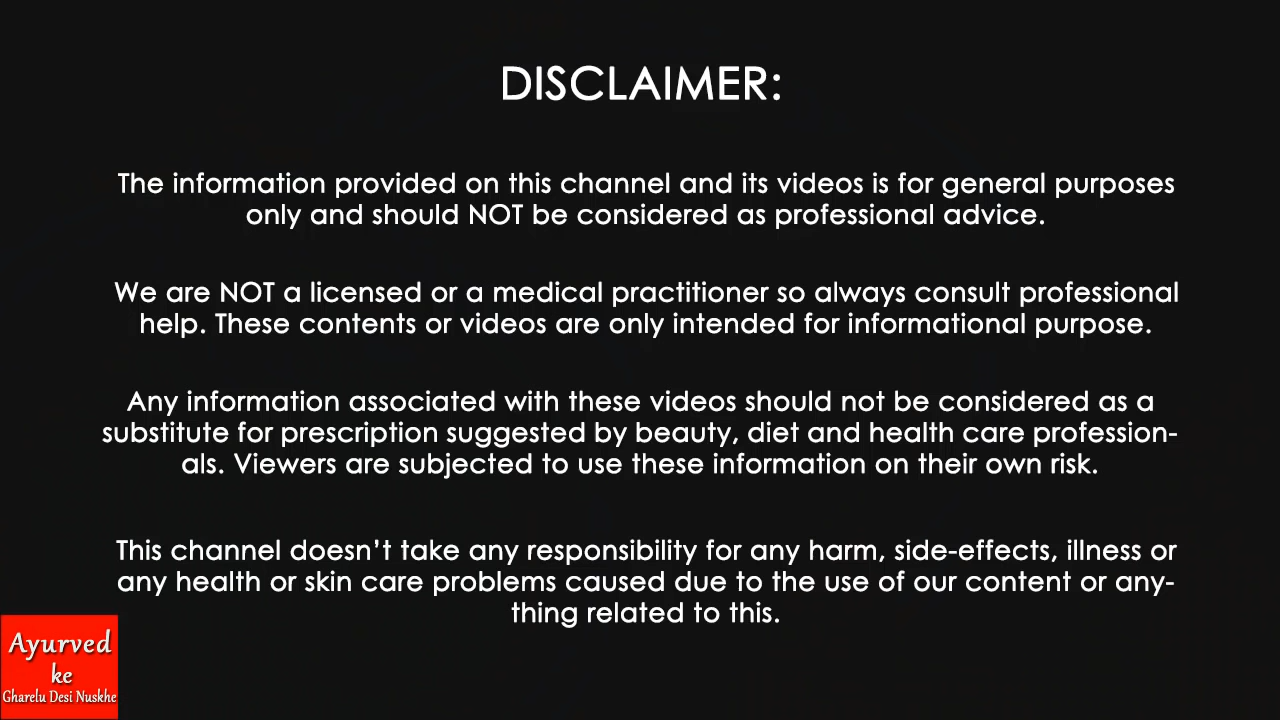 DISCLAIMER:
The information provided on this channel and its videos is for general purposes
only and should NOT be considered as professional advice.
We are NOT a licensed or a medical practitioner so always consult professional
help. These contents or videos are only intended for informational purpose.
Any information associated with these videos should not be considered as a
substitute for prescription suggested by beauty, diet and health care profession-
als. Viewers are subjected to use these information on their own risk.
This channel doesn’t take any responsibility for any harm, side-effects, illness or
any health or skin care problems caused due to the use of our content or any-
thing related to this.
Ayurved
ke
Gharelu Desi Nuskhe